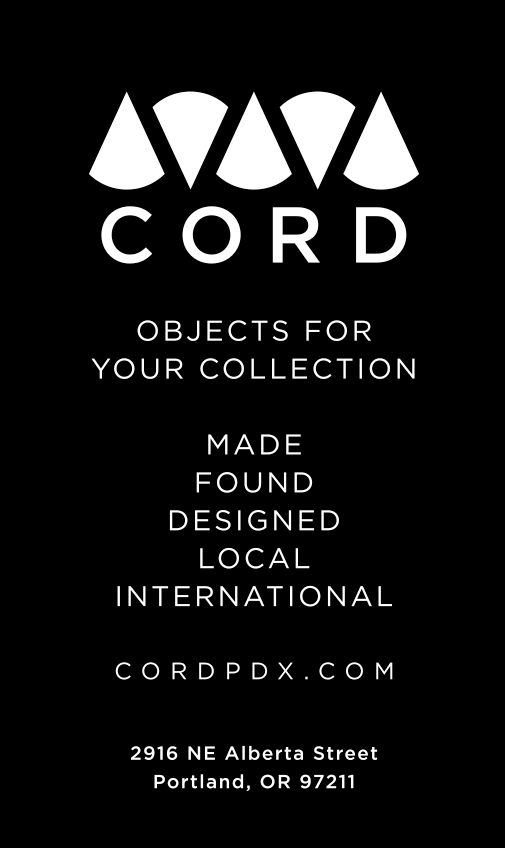 CORD
OBJECTS FOR
YOUR COLLECTION
MADE
FOUND
DESIGNED
LOCAL
INTERNATIONAL
CORDPDX.COM
2916 NE Alberta Street
Portland, OR 97211